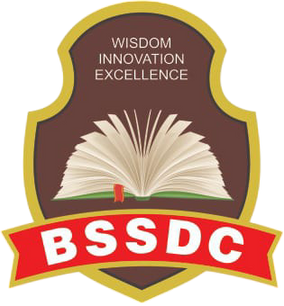 WISDOM
INNOVATION
EXCELLENCE
BSSDC